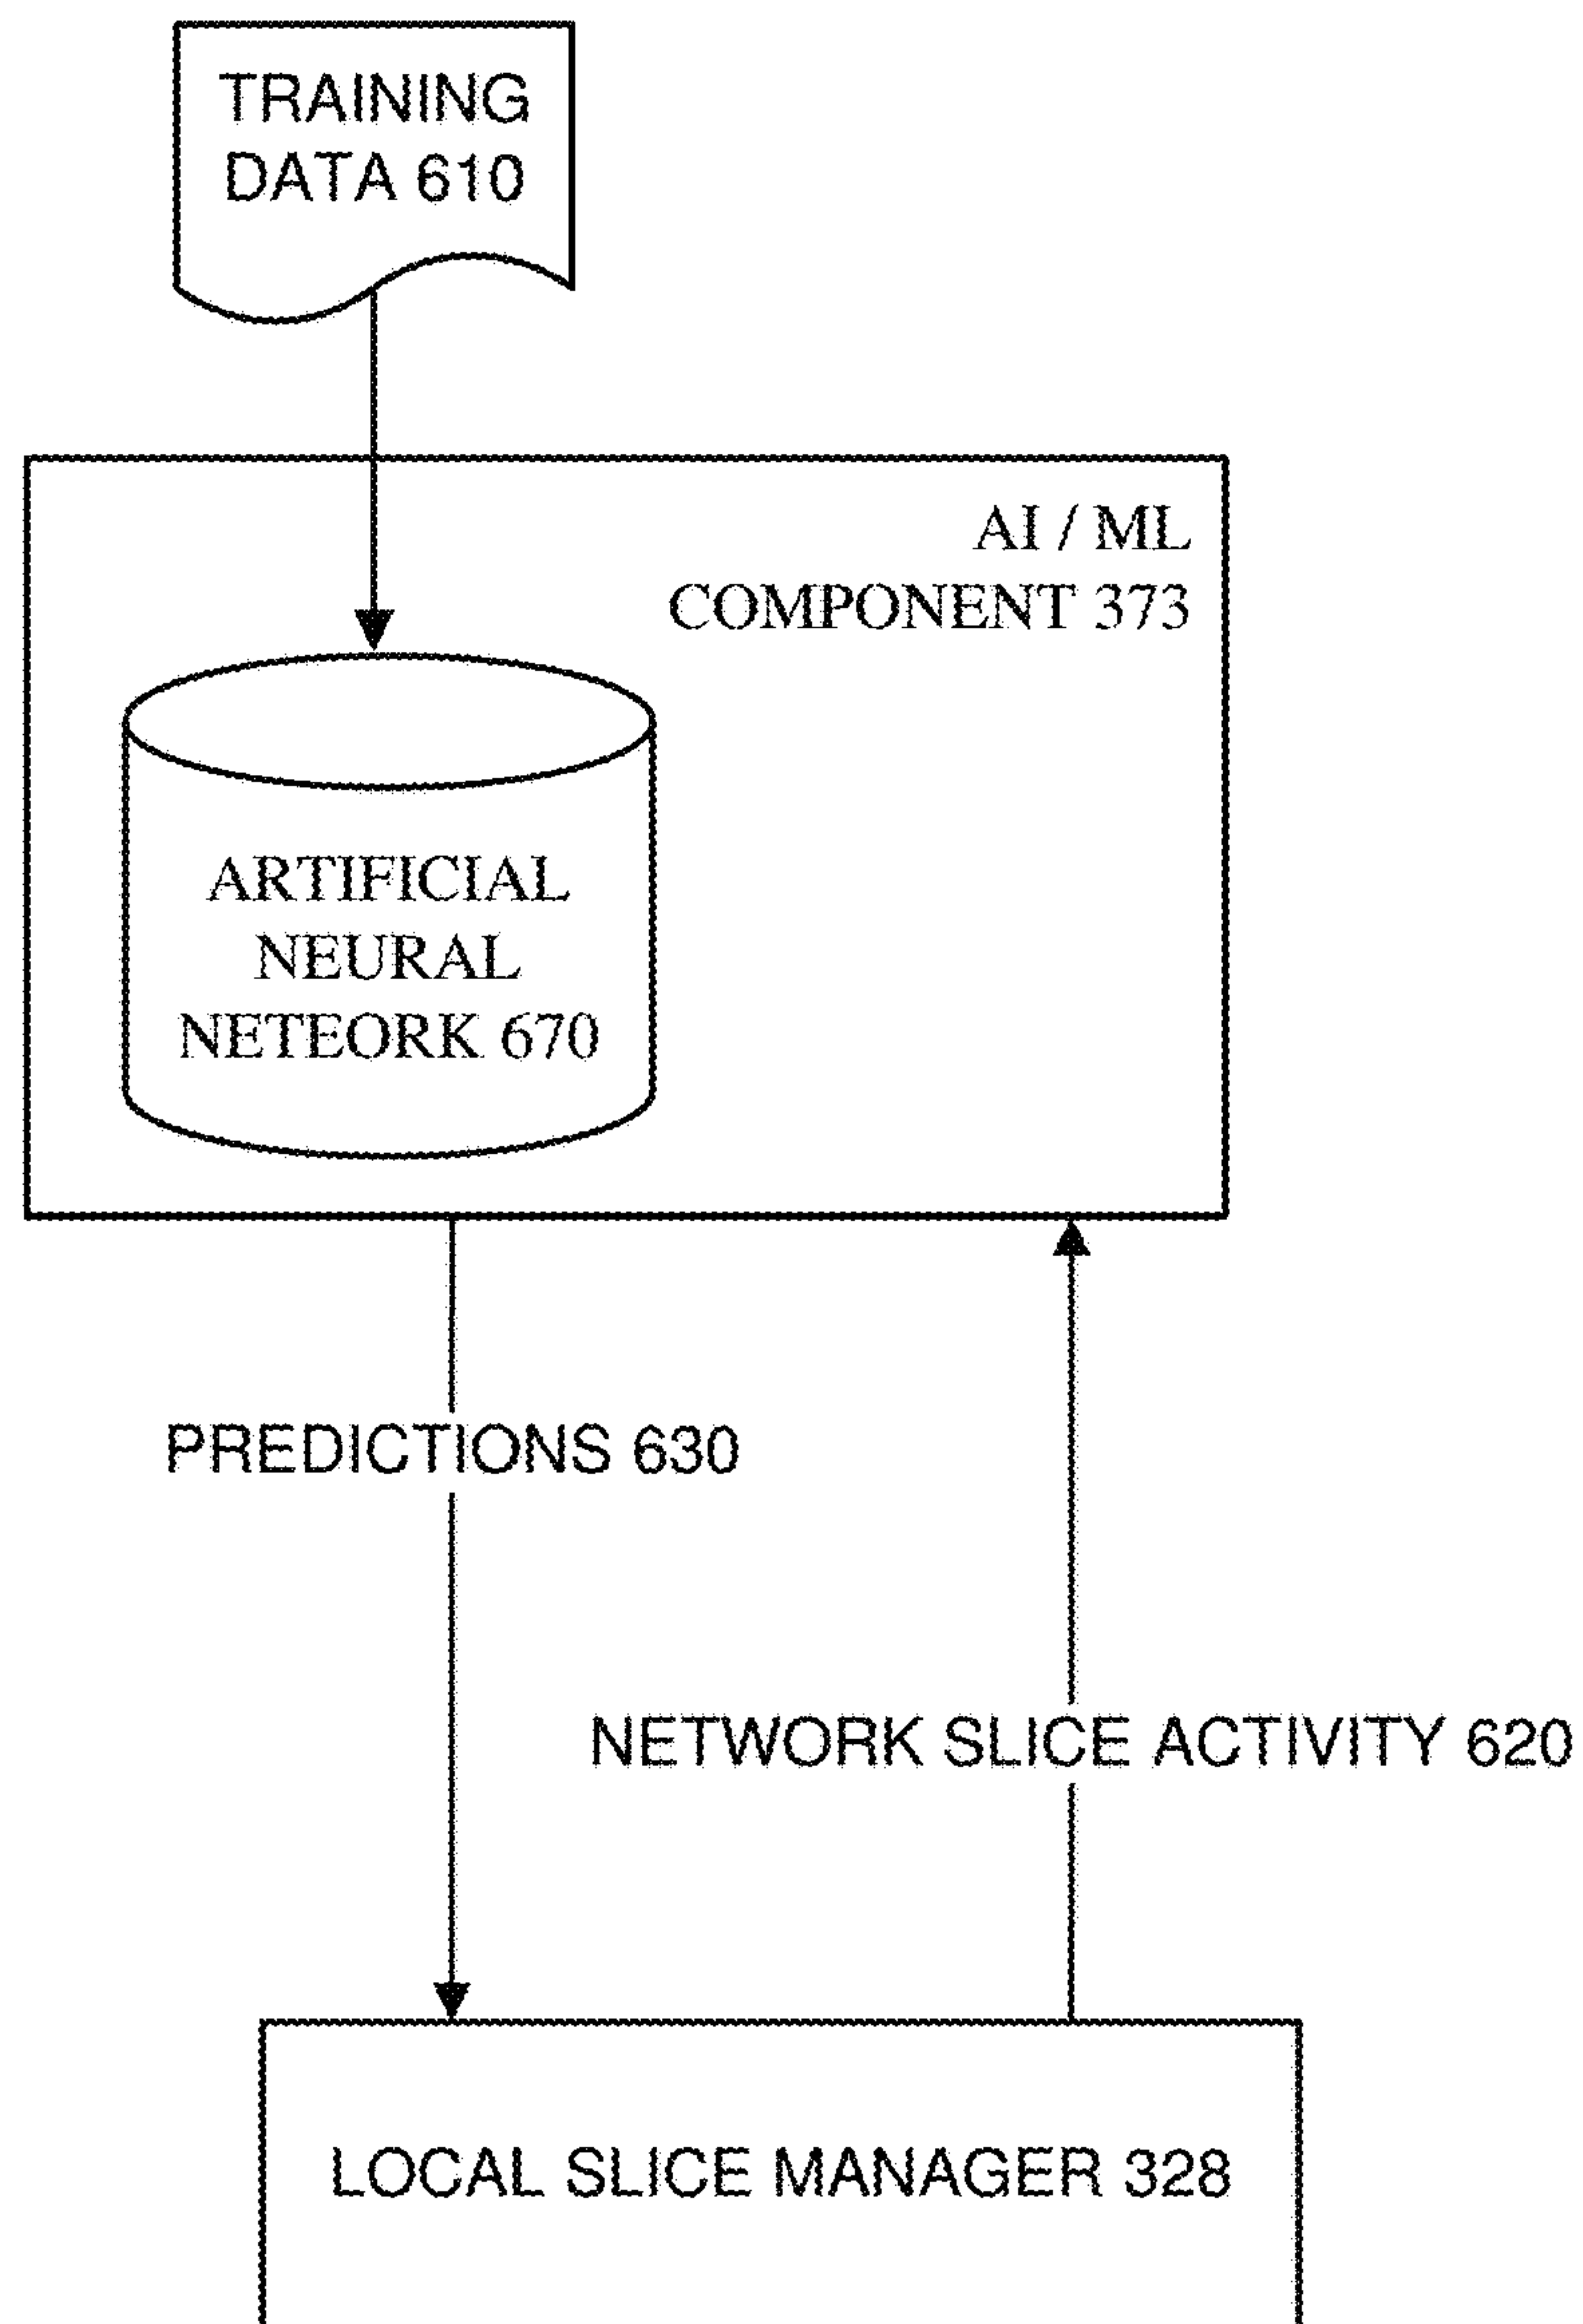 TRAINING
DATA 610
AI / ML
COMPONENT 373
ARTIFICIAL
NEURAL
NETEORK 670
PREDICTIONS 630
NETWORK SLICE ACTIVITY 620
LOCAL SLICE MANAGER 328